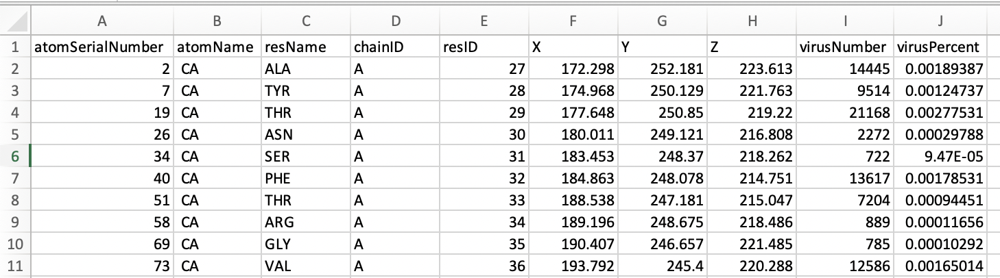 A B C D E F G H I J
1 atomSerialNumber atomName resName chainID resID X Y Z virusNumber virusPercent
2 2 CA ALA A 27 172.298 252.181 223.613 14445 0.00189387
3 7 CA TYR A 28 174.968 250.129 221.763 9514 0.00124737
4 19 CA THR A 29 177.648 250.85 219.22 21168 0.00277531
5 26 CA ASN A 30 180.011 249.121 216.808 2272 0.00029788
6 34 CA SER A 31 183.453 248.37 218.262 722 9.47E-05
7 40 CA PHE A 32 184.863 248.078 214.751 13617 0.00178531
8 51 CA THR A 33 188.538 247.181 215.047 7204 0.00094451
9 58 CA ARG A 34 189.196 248.675 218.486 889 0.00011656
10 69 CA GLY A 35 190.407 246.657 221.485 785 0.00010292
11 73 CA VAL A 36 193.792 245.4 220.288 12586 0.00165014